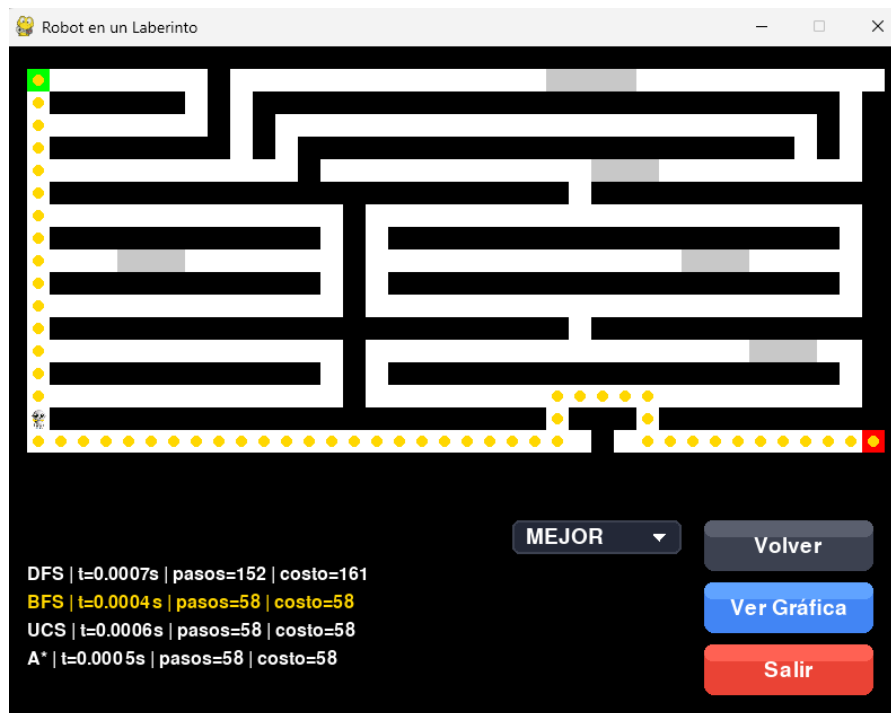 Robot en un Laberinto
MEJOR
Volver
DFS | t=0.0007s | pasos=152 | costo=161
BFS | t=0.0004s | pasos=58 | costo=58
Ver Gráfica
UCS | t=0.0006s | pasos=58 | costo=58
A* | t=0.0005s | pasos=58 | costo=58
Salir